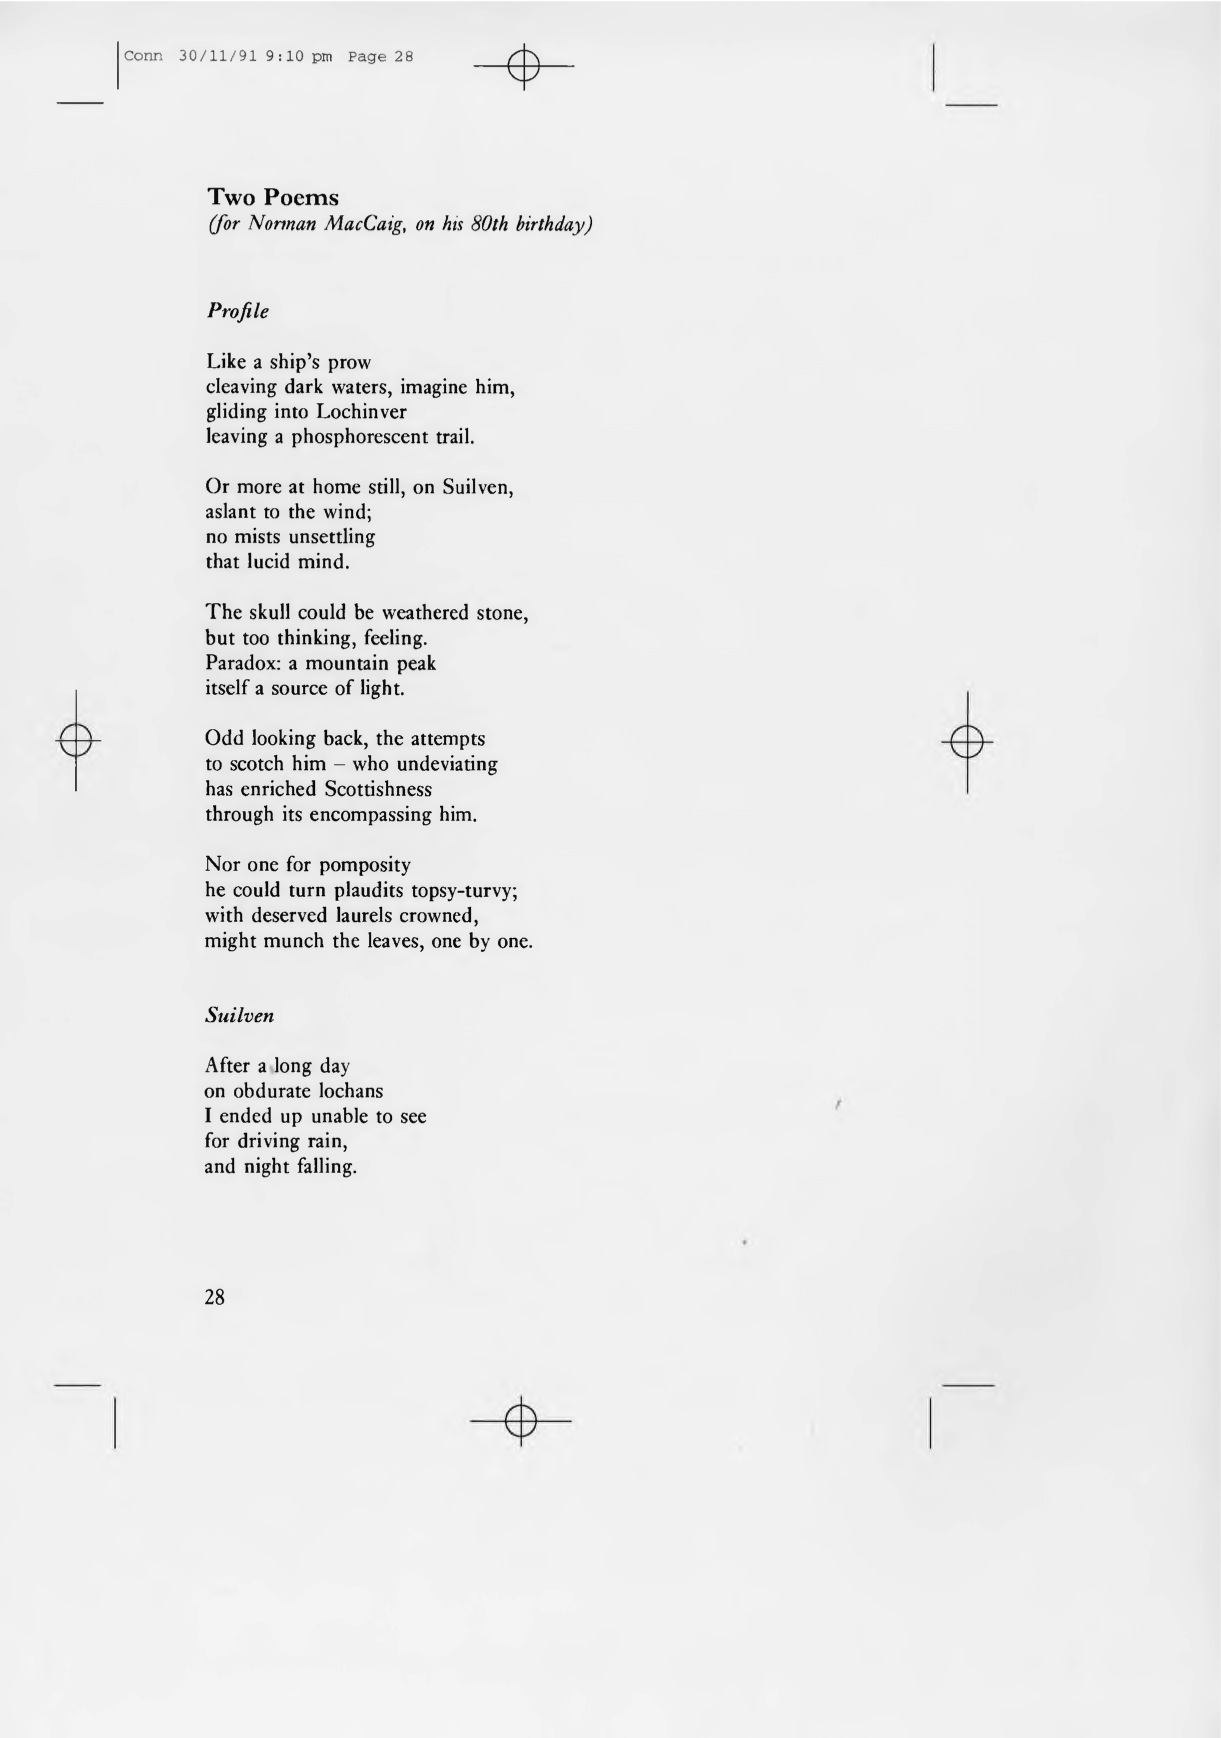 Conn 30/11/91 9:10 pm Page 28
Two Poems
(for Norman MacCaig, on his 80th birthday)
Profile
Like a ship's prow
cleaving dark waters, imagine him,
gliding into Lochinver
leaving a phosphorescent trail.
Or more at home still, on Suilven,
aslant to the wind;
no mists unsettling
that lucid mind.
The skull could be weathered stone,
but too thinking, feeling.
Paradox: a mountain peak
itself a source of light.
Odd looking back, the attempts
to scotch him – who undeviating
has enriched Scottishness
through its encompassing him.
Nor one for pomposity
he could turn plaudits topsy-turvy;
with deserved laurels crowned,
might munch the leaves, one by one.
Suilven
After a long day
on obdurate lochans
I ended up unable to see
for driving rain,
and night falling.
28